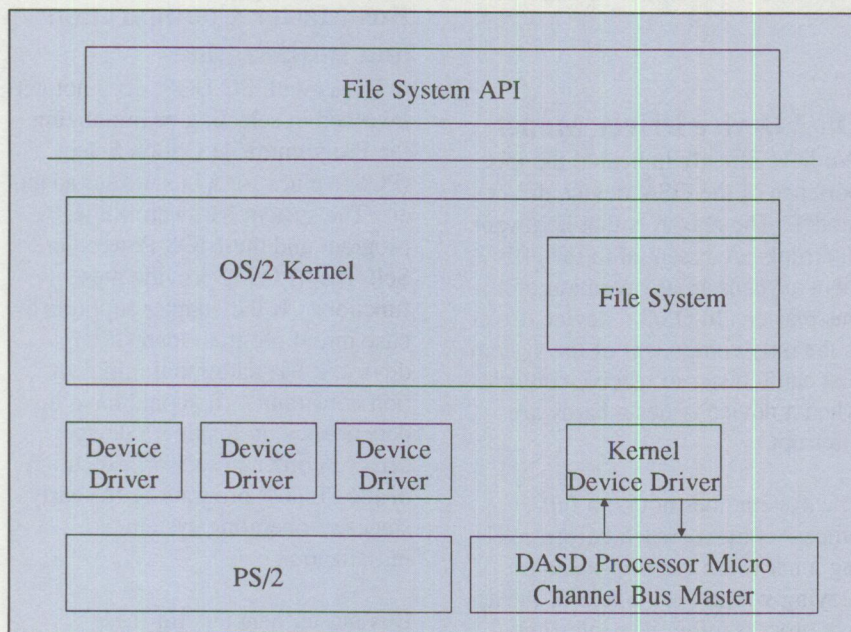 File System API
OS/2 Kernel
File System
Device
Driver
Device
Driver
Device
Driver
Kernel
Device Driver
PS/2
DASD Processor Micro
Channel Bus Master